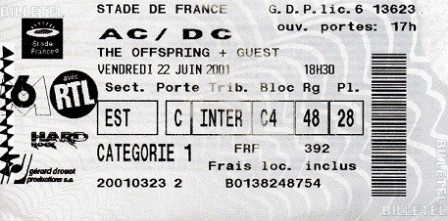 BILLETEL
STADE DE FRANCE G.D.P lic.6 13623
ouv. portes: 17h
AC/DC
THE OFFSPRING + GUEST
VENDREDI 22 JUIN 2001 18H30
Stade
France
avec
RTL
Sect. Porte Trib. Bloc Rg Pl.
EST C INTER C4 48 28
HARD
ROCK
CATEGORIE 1 FRF 392
Frais loc. inclus
gérard drouot
productions s.a.
20010323 2 B0138248754
BILLETEL
BILLETEL